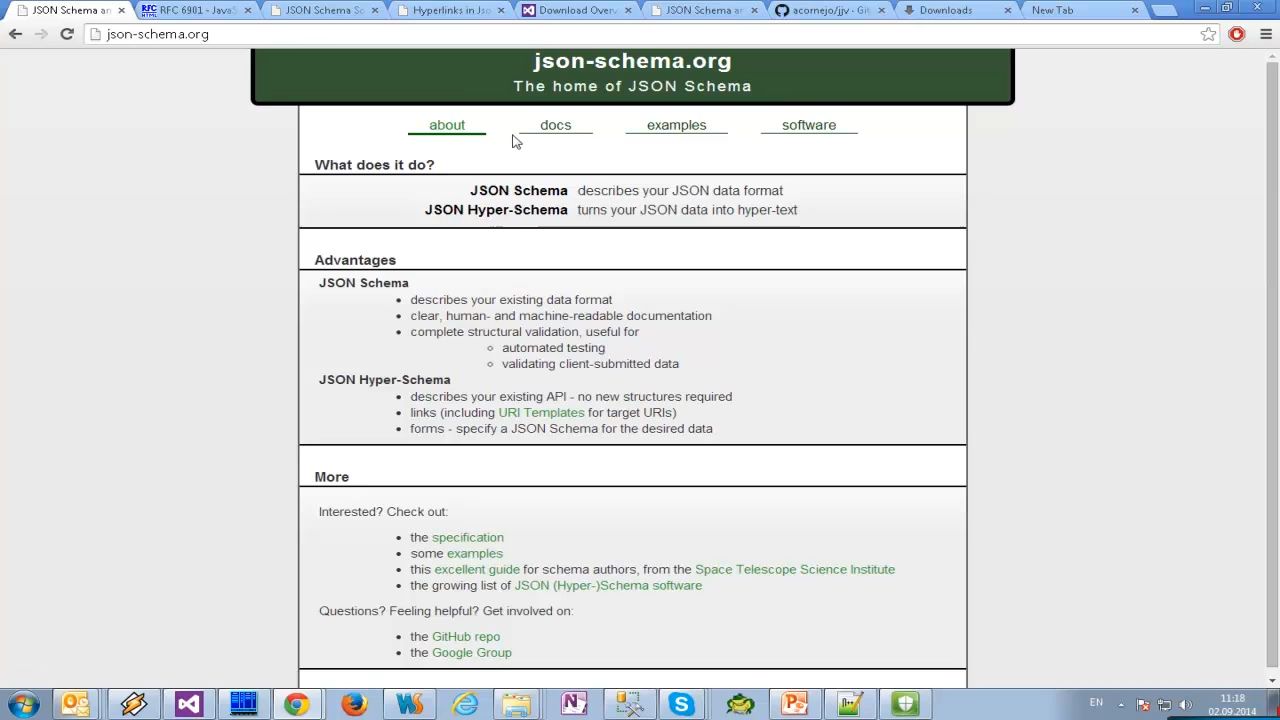 JSON Schema an
RFC 6901 - JavaS
JSON Schema So
Hyperlinks in Jso
Download Overv
JSON Schema an
acornejo/jjv · Git
Downloads
New Tab
json-schema.org
json-schema.org
The home of JSON Schema
about docs examples software
What does it do?
JSON Schema describes your JSON data format
JSON Hyper-Schema turns your JSON data into hyper-text
Advantages
JSON Schema
• describes your existing data format
• clear, human- and machine-readable documentation
• complete structural validation, useful for
○ automated testing
○ validating client-submitted data
JSON Hyper-Schema
• describes your existing API - no new structures required
• links (including URI Templates for target URIs)
• forms - specify a JSON Schema for the desired data
More
Interested? Check out:
• the specification
• some examples
• this excellent guide for schema authors, from the Space Telescope Science Institute
• the growing list of JSON (Hyper-)Schema software
Questions? Feeling helpful? Get involved on:
• the GitHub repo
• the Google Group
EN
11:18
02.09.2014